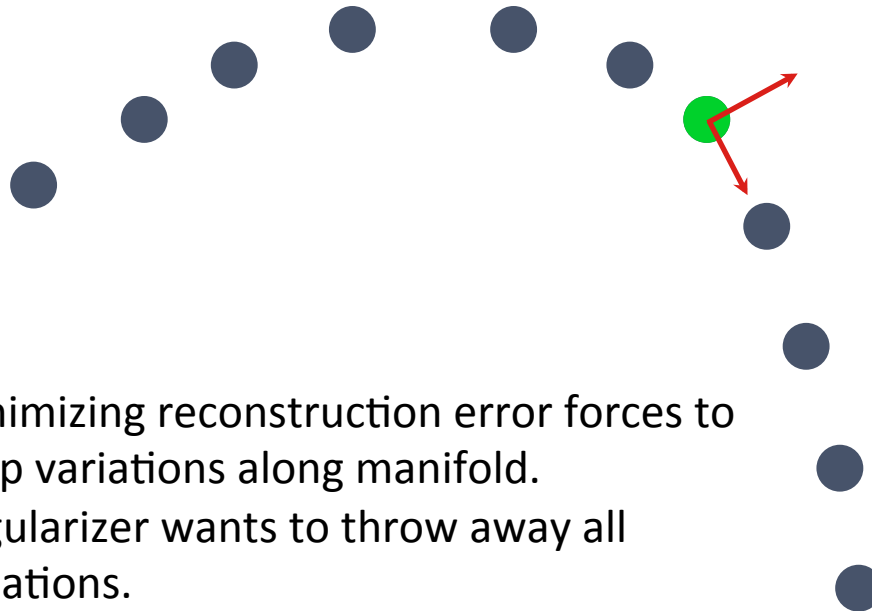 nimizing reconstruction error forces to
p variations along manifold.
gularizer wants to throw away all
ations.